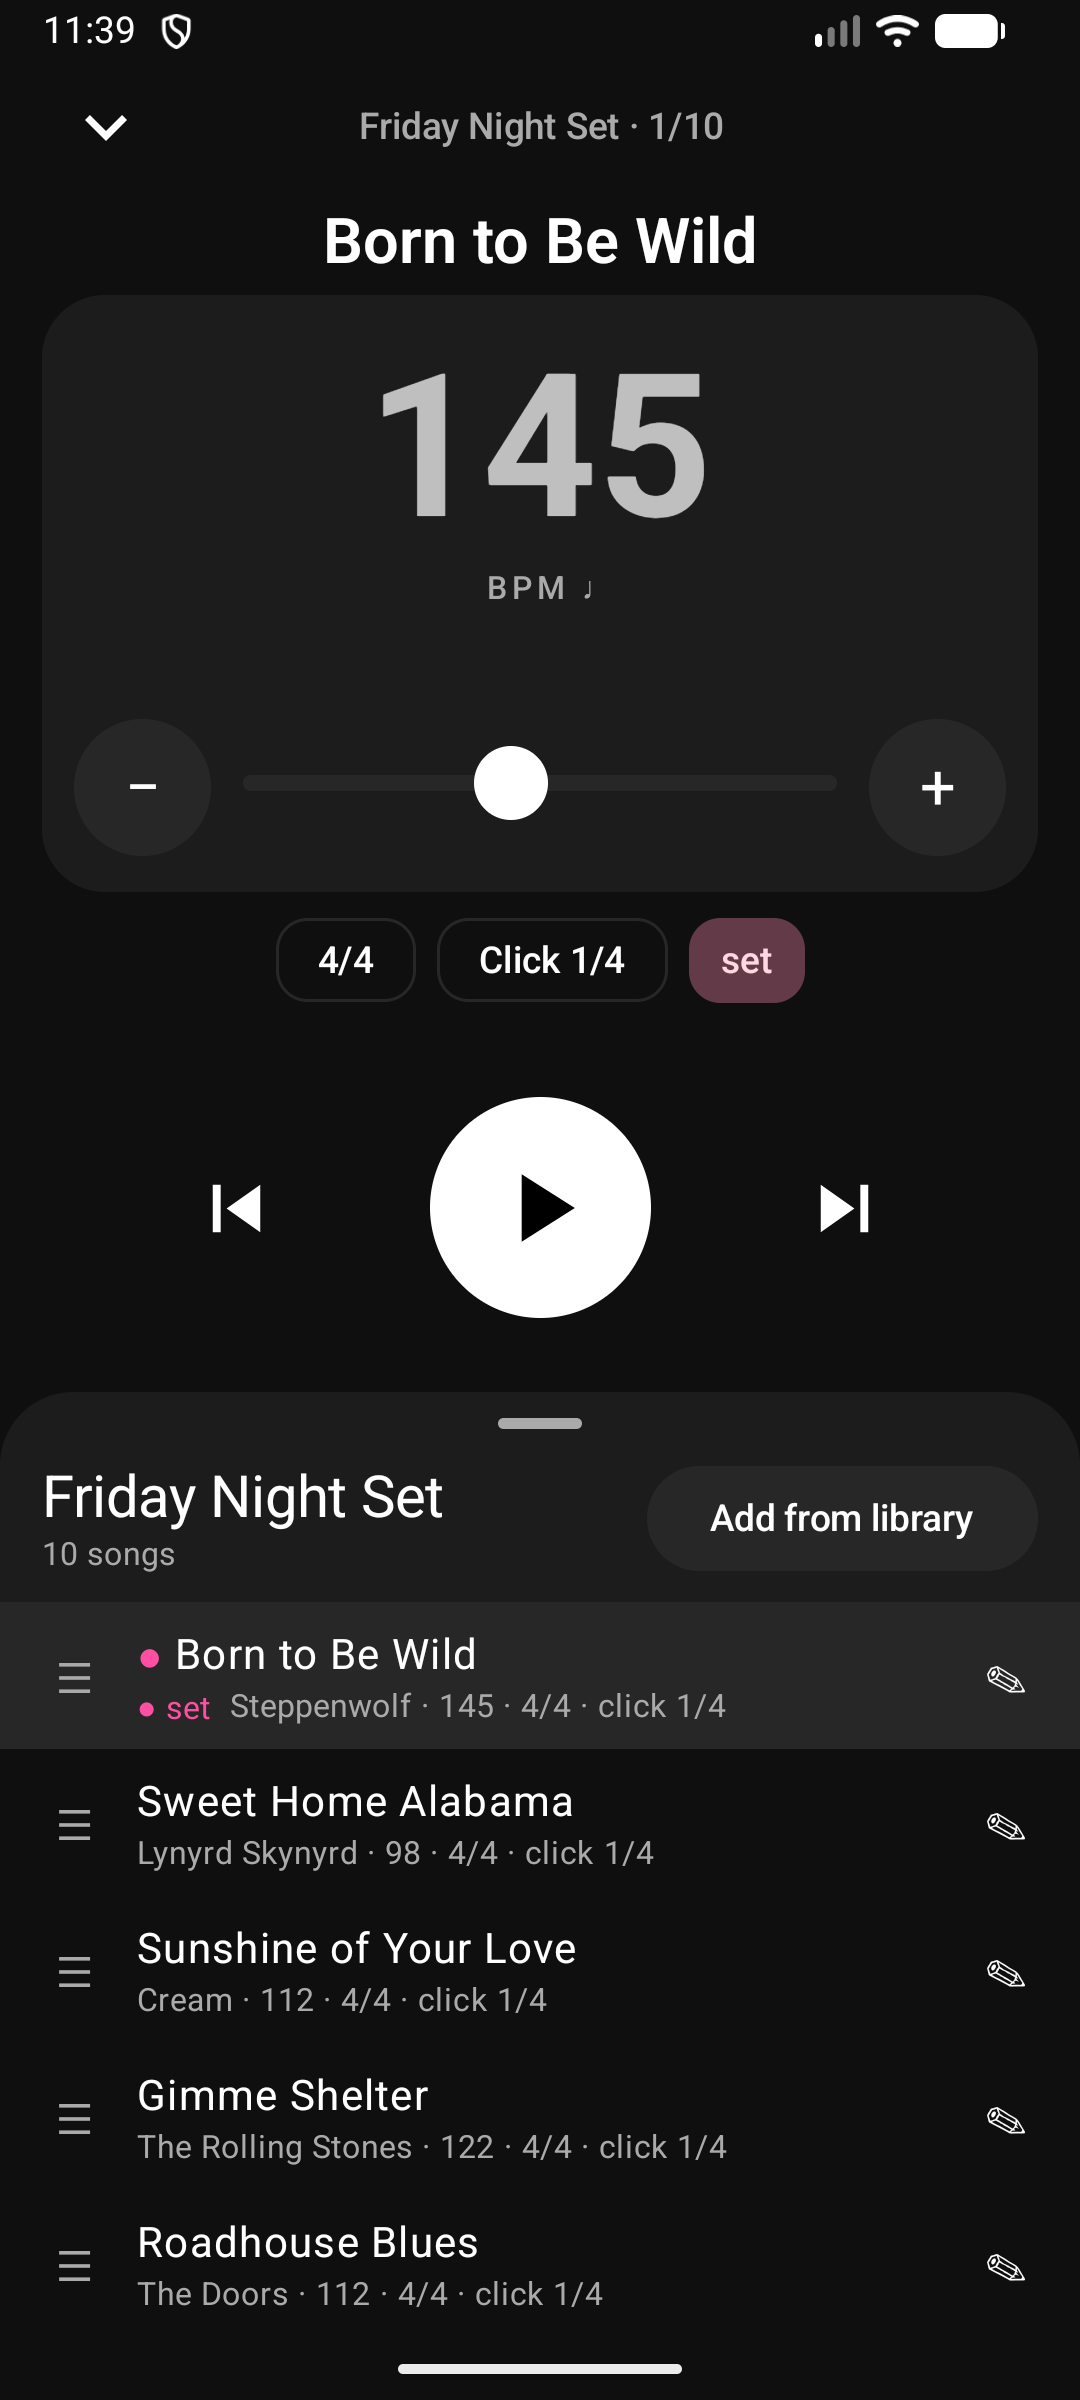 11:39
Friday Night Set · 1/10
Born to Be Wild
145
BPM ♩
− +
4/4 Click 1/4 set
Friday Night Set
Add from library
10 songs
Born to Be Wild
set Steppenwolf · 145 · 4/4 · click 1/4
Sweet Home Alabama
Lynyrd Skynyrd · 98 · 4/4 · click 1/4
Sunshine of Your Love
Cream · 112 · 4/4 · click 1/4
Gimme Shelter
The Rolling Stones · 122 · 4/4 · click 1/4
Roadhouse Blues
The Doors · 112 · 4/4 · click 1/4